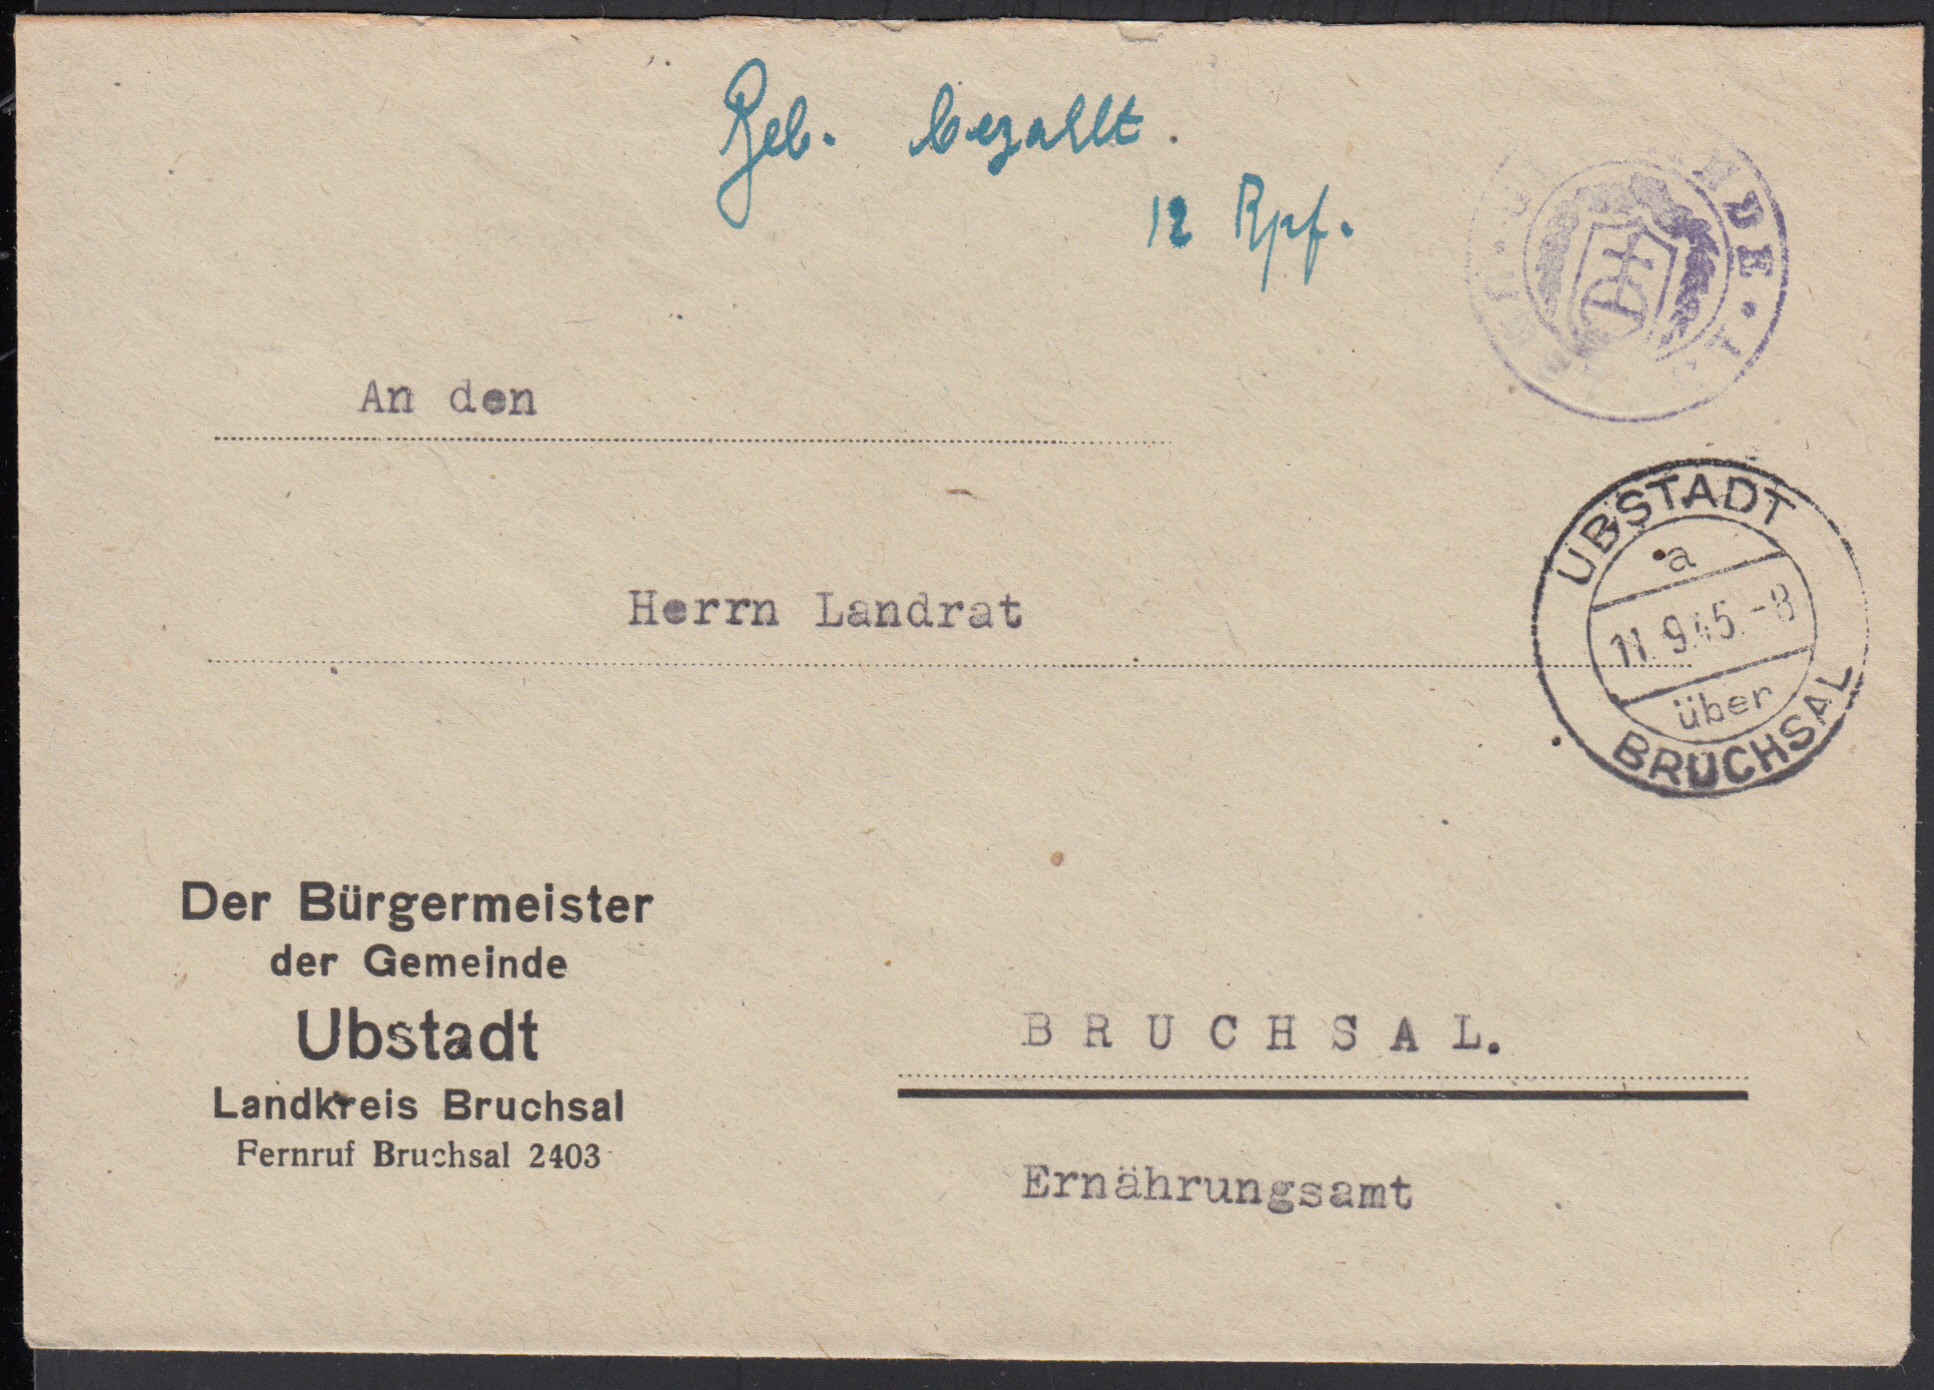 Geb. bezahlt.
12 Rpf.
An den
UBSTADT
a
11.9.45.-8
über
BRUCHSAL
Herrn Landrat
Der Bürgermeister
der Gemeinde
Ubstadt
Landkreis Bruchsal
Fernruf Bruchsal 2403
BRUCHSAL.
Ernährungsamt